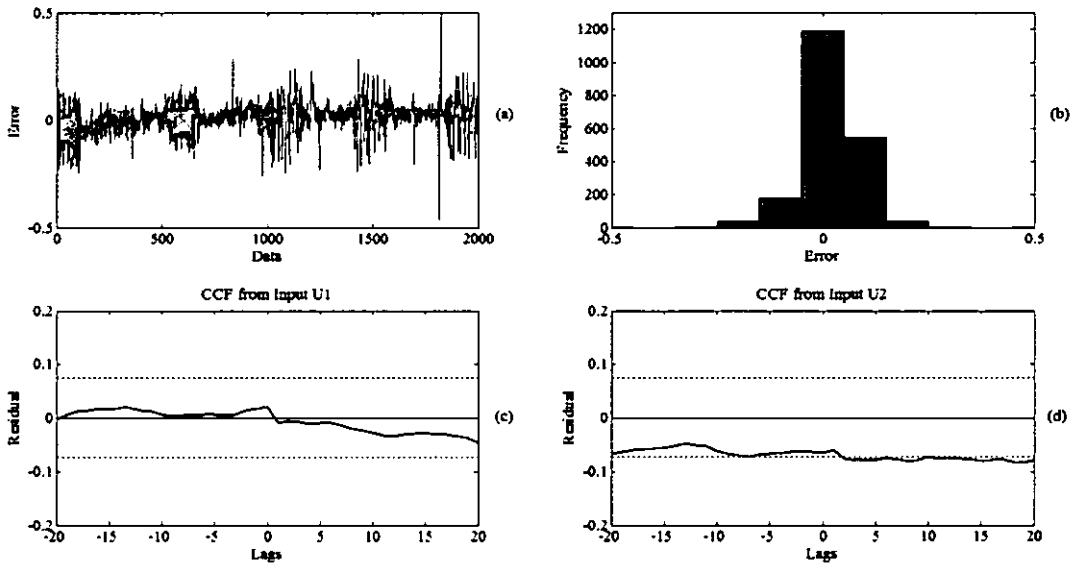 0.5
0
-0.5
Error
0 500 1000 1500 2000
Data
(a)
1200
1000
800
600
400
200
0
Frequency
-0.5 0 0.5
Error
(b)
CCF from Input U1
0.2
0.1
0
-0.1
-0.2
Residual
-20 -15 -10 -5 0 5 10 15 20
Lags
(c)
CCF from Input U2
0.2
0.1
0
-0.1
-0.2
Residual
-20 -15 -10 -5 0 5 10 15 20
Lags
(d)